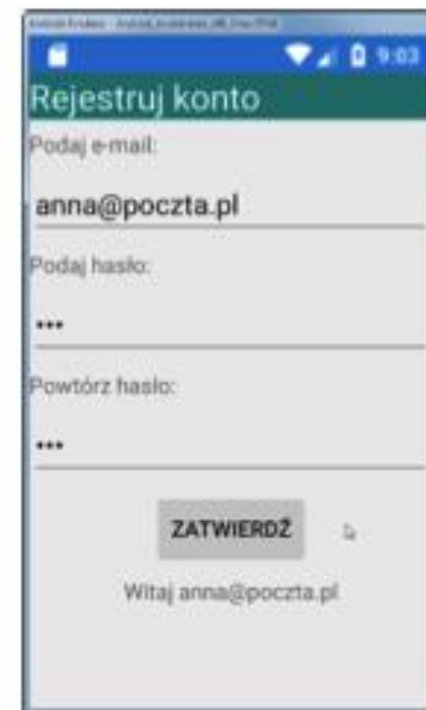 9:03
Rejestruj konto
Podaj e-mail:
anna@poczta.pl
Podaj hasło:
•••
Powtórz hasło:
•••
ZATWIERDŹ
Witaj anna@poczta.pl